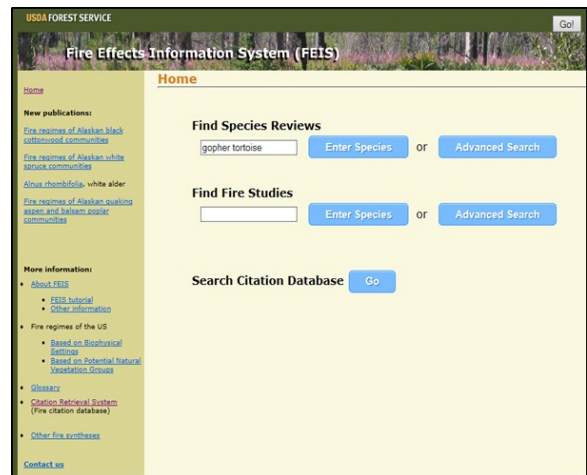 USDA FOREST SERVICE
Go!
Fire Effects Information System (FEIS)
Home
Home
New publications:
Fire regimes of Alaskan black
cottonwood communities
Fire regimes of Alaskan white
spruce communities
Alnus rhombifolia, white alder
Fire regimes of Alaskan quaking
aspen and balsam poplar
communities
More information:
About FEIS
FEIS tutorial
Other information
Fire regimes of the US
Based on Biophysical
Settings
Based on Potential Natural
Vegetation Groups
Glossary
Citation Retrieval System
(Fire citation database)
Other fire syntheses
Contact us
Find Species Reviews
gopher tortoise Enter Species or Advanced Search
Find Fire Studies
Enter Species or Advanced Search
Search Citation Database Go